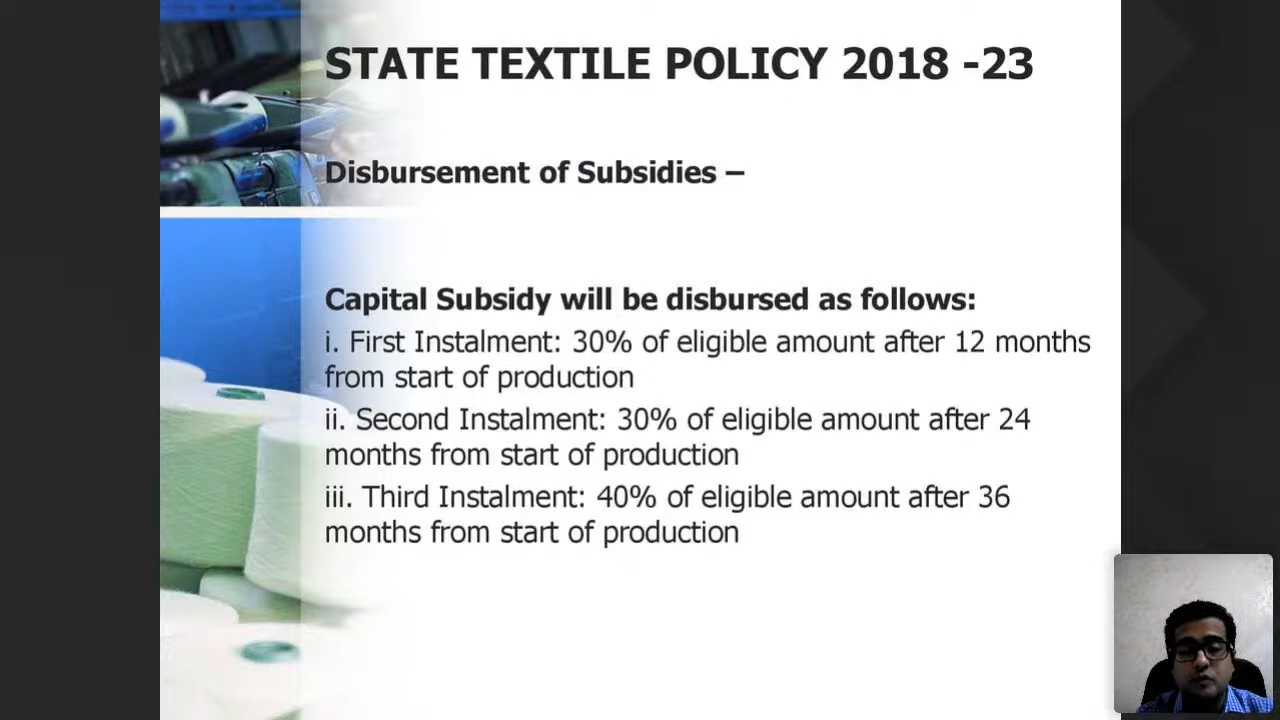 STATE TEXTILE POLICY 2018 -23
Disbursement of Subsidies –
Capital Subsidy will be disbursed as follows:
i. First Instalment: 30% of eligible amount after 12 months
from start of production
ii. Second Instalment: 30% of eligible amount after 24
months from start of production
iii. Third Instalment: 40% of eligible amount after 36
months from start of production